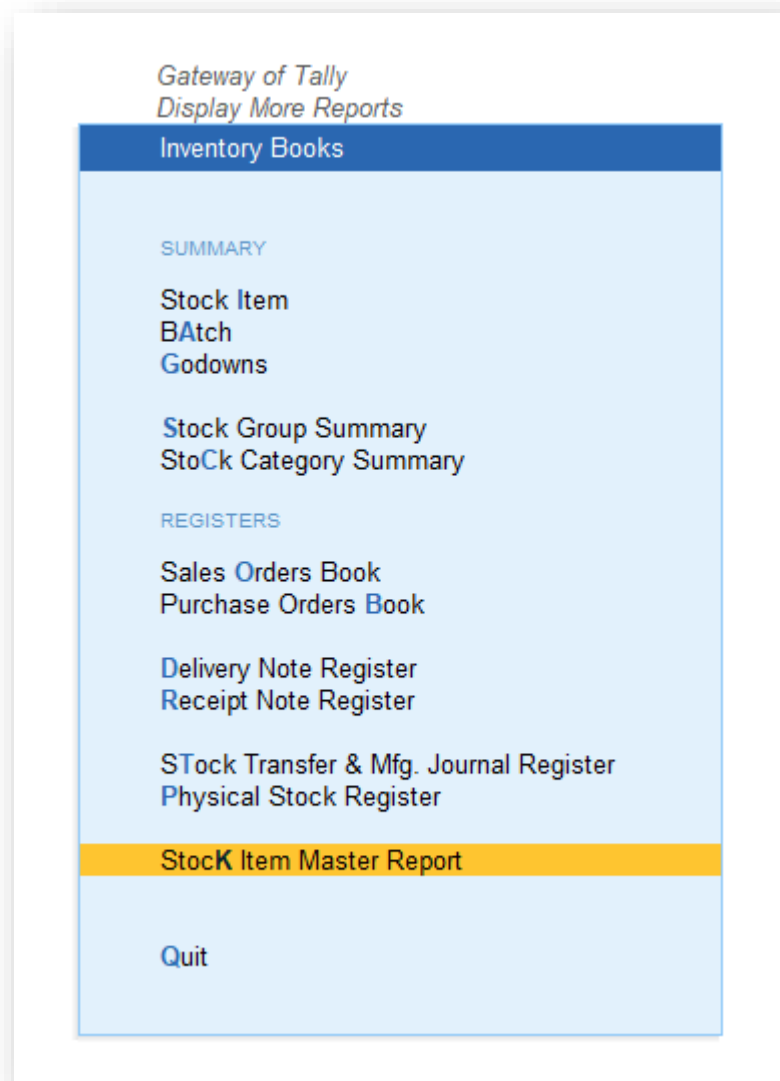 Gateway of Tally
Display More Reports
Inventory Books
SUMMARY
Stock Item
BAtch
Godowns
Stock Group Summary
StoCk Category Summary
REGISTERS
Sales Orders Book
Purchase Orders Book
Delivery Note Register
Receipt Note Register
STock Transfer & Mfg. Journal Register
Physical Stock Register
StocK Item Master Report
Quit